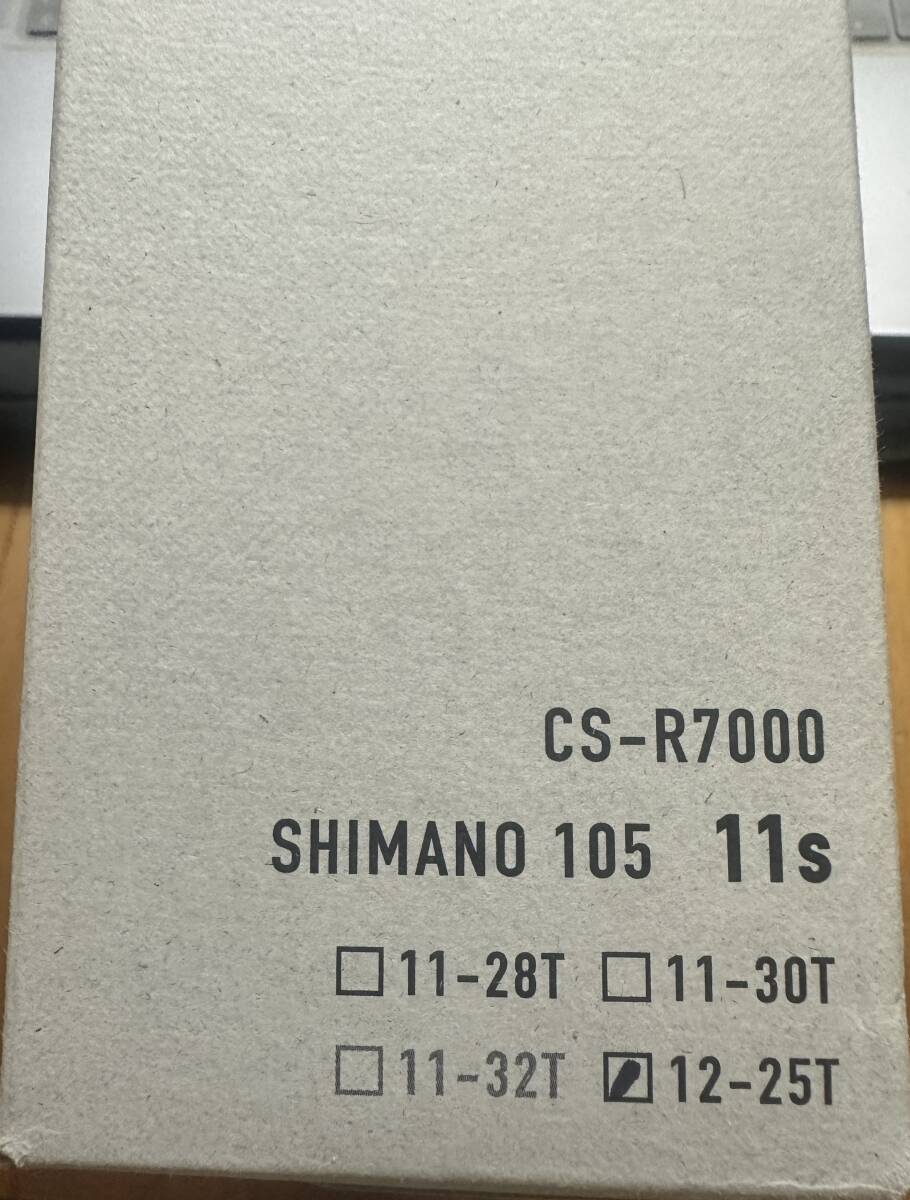 CS-R7000
SHIMANO 105 11s
☐ 11-28T ☐ 11-30T
☐ 11-32T ☑ 12-25T